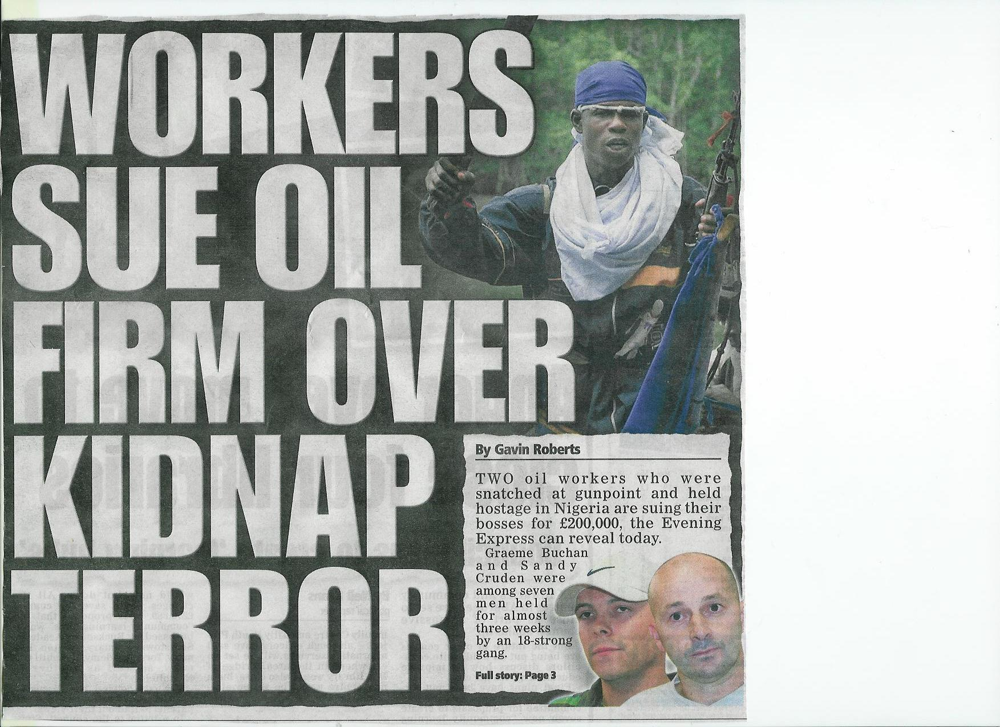 WORKERS
SUE OIL
FIRM OVER
KIDNAP
TERROR
By Gavin Roberts
TWO oil workers who were
snatched at gunpoint and held
hostage in Nigeria are suing their
bosses for £200,000, the Evening
Express can reveal today.
Graeme Buchan
and Sandy
Cruden were
among seven
men held
for almost
three weeks
by an 18-strong
gang.
Full story: Page 3